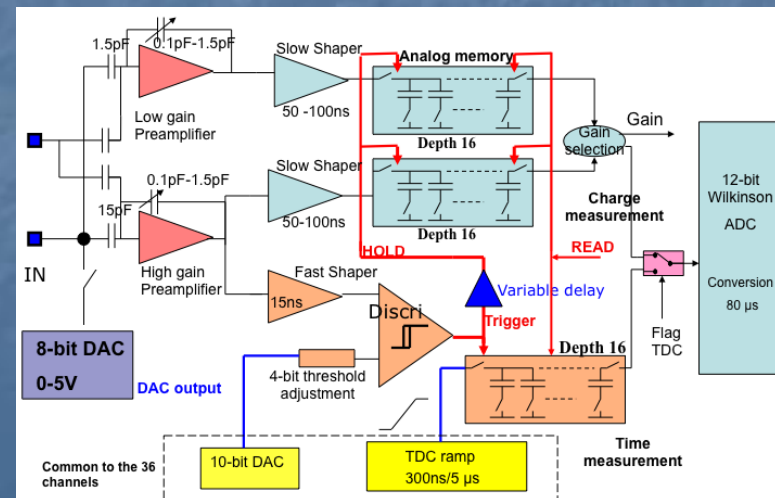 1.5pF
0.1pF-1.5pF
Low gain
Preamplifier
Slow Shaper
50 -100ns
Analog memory
Depth 16
Gain
Gain
selection
15pF
0.1pF-1.5pF
High gain
Preamplifier
Slow Shaper
50-100ns
Depth 16
Charge
measurement
12-bit
Wilkinson
ADC
Conversion
80 µs
IN
HOLD
READ
Fast Shaper
15ns
Discri
Variable delay
Trigger
Flag
TDC
8-bit DAC
0-5V
DAC output
4-bit threshold
adjustment
Depth 16
Time
measurement
Common to the 36
channels
10-bit DAC
TDC ramp
300ns/5 µs